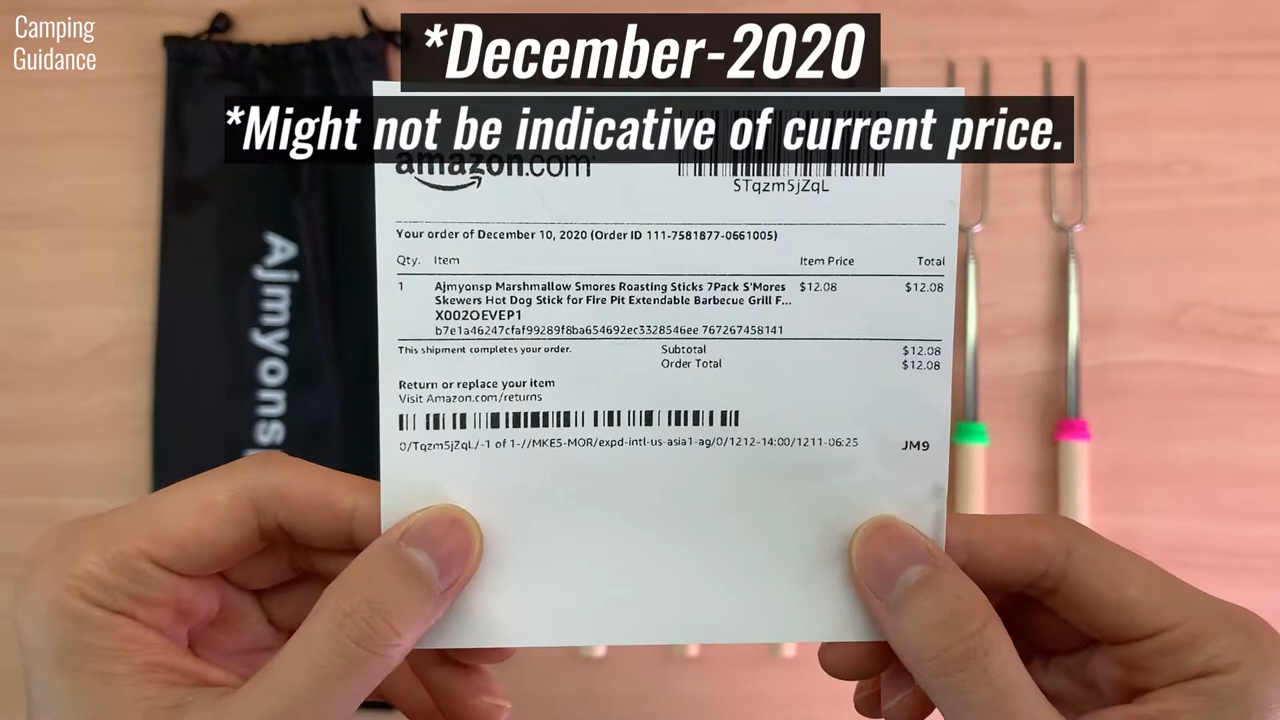 Camping
Guidance
*December-2020
*Might not be indicative of current price.
amazon.com
STqzm5jZqL
Your order of December 10, 2020 (Order ID 111-7581877-0661005)
Qty. Item Item Price Total
1 Ajmyonsp Marshmallow Smores Roasting Sticks 7Pack S'Mores $12.08 $12.08
Skewers Hot Dog Stick for Fire Pit Extendable Barbecue Grill F...
X002OEVEP1
b7e1a46247cfaf99289f8ba654692ec3328546ee 767267458141
This shipment completes your order. Subtotal $12.08
Order Total $12.08
Return or replace your item
Visit Amazon.com/returns
0/Tqzm5jZqL/-1 of 1-//MKE5-MOR/expd-intl-us-asia1-ag/0/1212-14:00/1211-06:25 JM9
Ajmyons